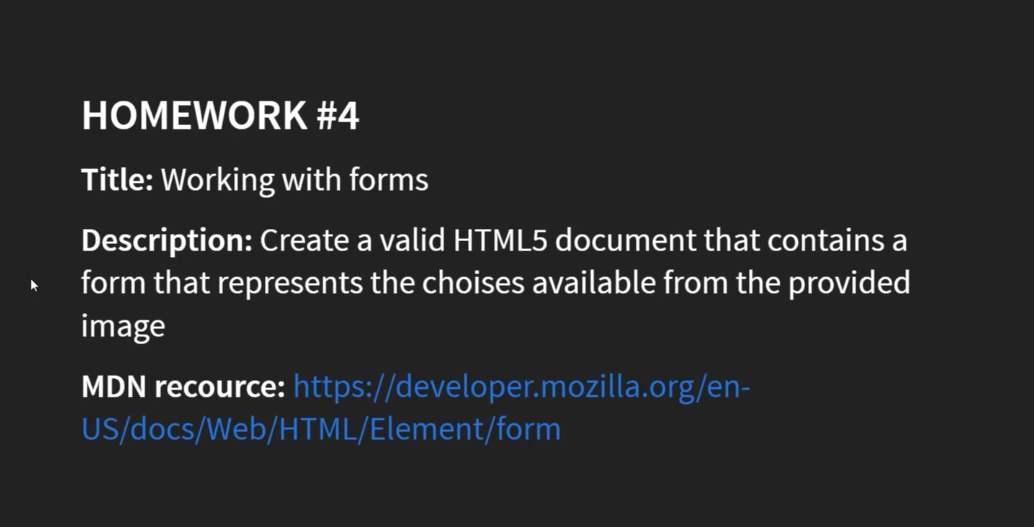 HOMEWORK #4
Title: Working with forms
Description: Create a valid HTML5 document that contains a
form that represents the choises available from the provided
image
MDN recource: https://developer.mozilla.org/en-
US/docs/Web/HTML/Element/form